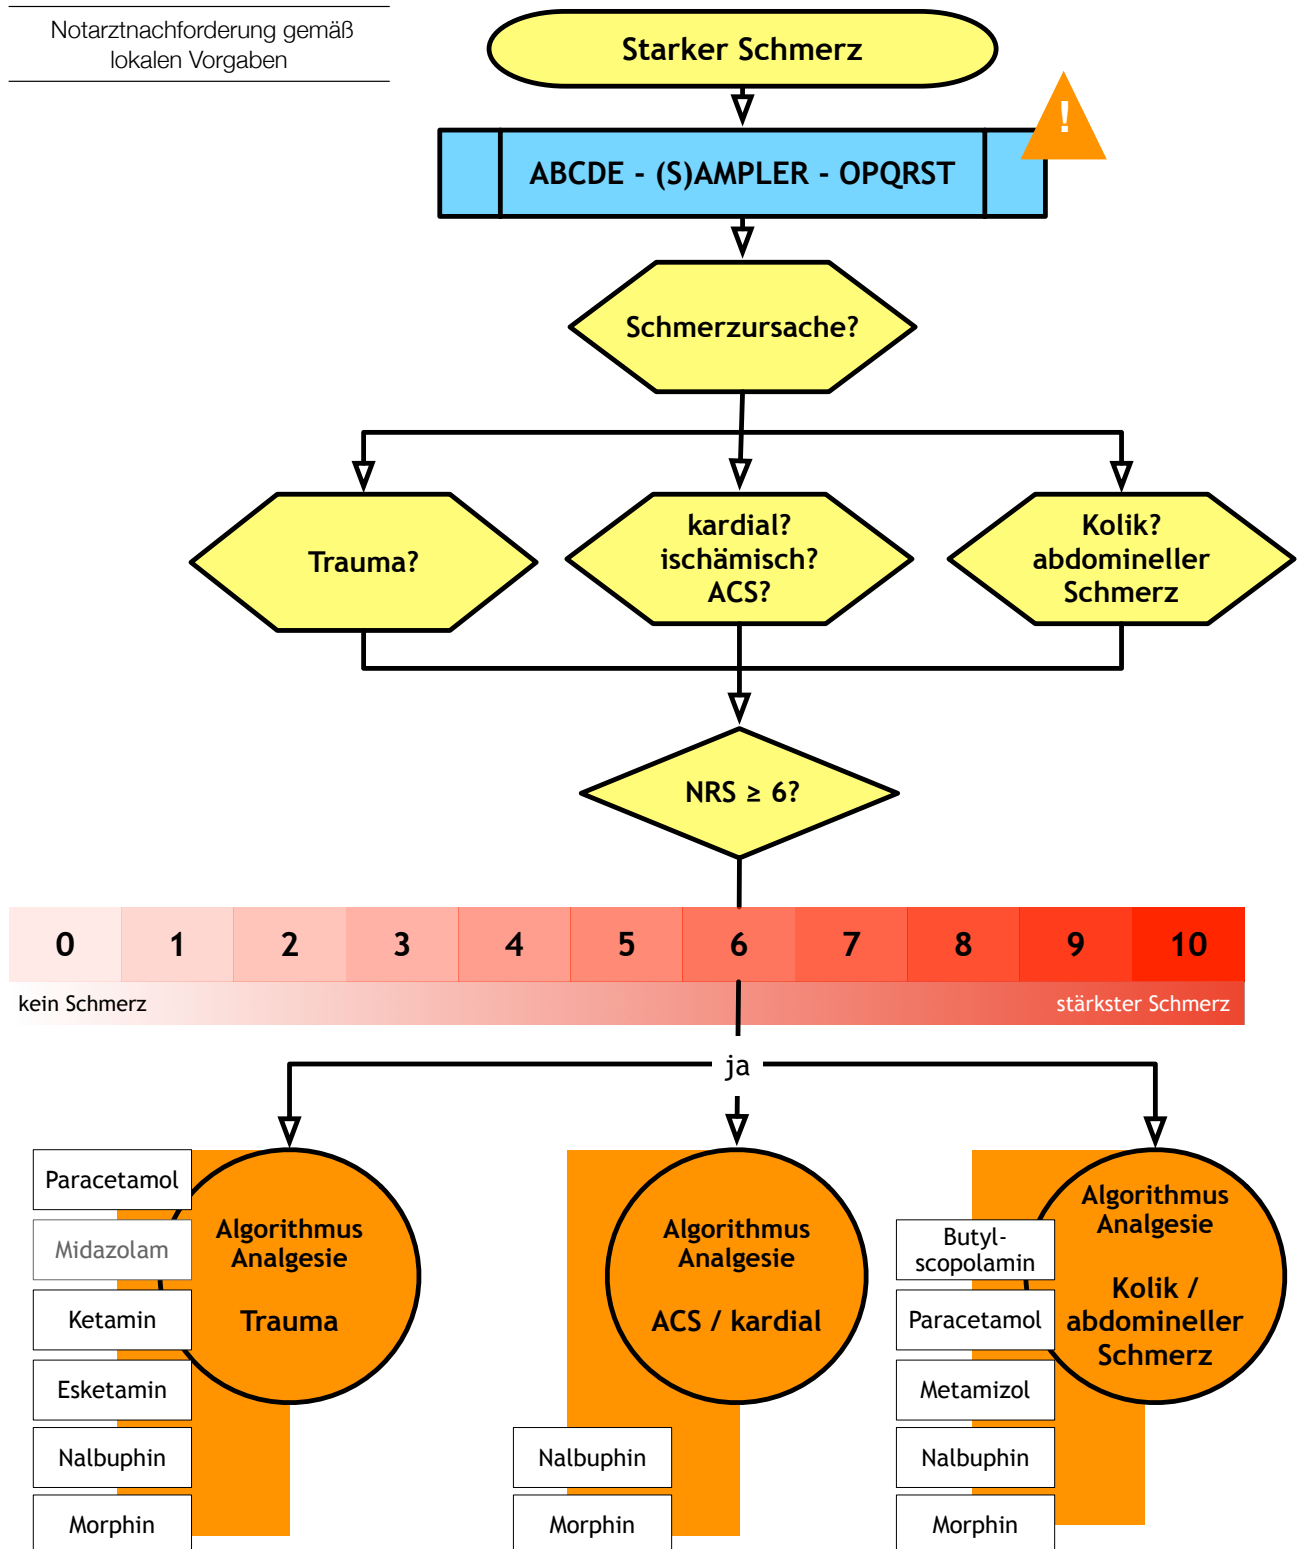 Notarztnachforderung gemäß
lokalen Vorgaben
Starker Schmerz
!
ABCDE - (S)AMPLER - OPQRST
Schmerzursache?
Trauma?
kardial?
ischämisch?
ACS?
Kolik?
abdomineller
Schmerz
NRS ≥ 6?
0 1 2 3 4 5 6 7 8 9 10
kein Schmerz
stärkster Schmerz
ja
Paracetamol
Midazolam
Ketamin
Esketamin
Nalbuphin
Morphin
Algorithmus
Analgesie
Trauma
Algorithmus
Analgesie
ACS / kardial
Nalbuphin
Morphin
Algorithmus
Analgesie
Kolik /
abdomineller
Schmerz
Butyl-
scopolamin
Paracetamol
Metamizol
Nalbuphin
Morphin